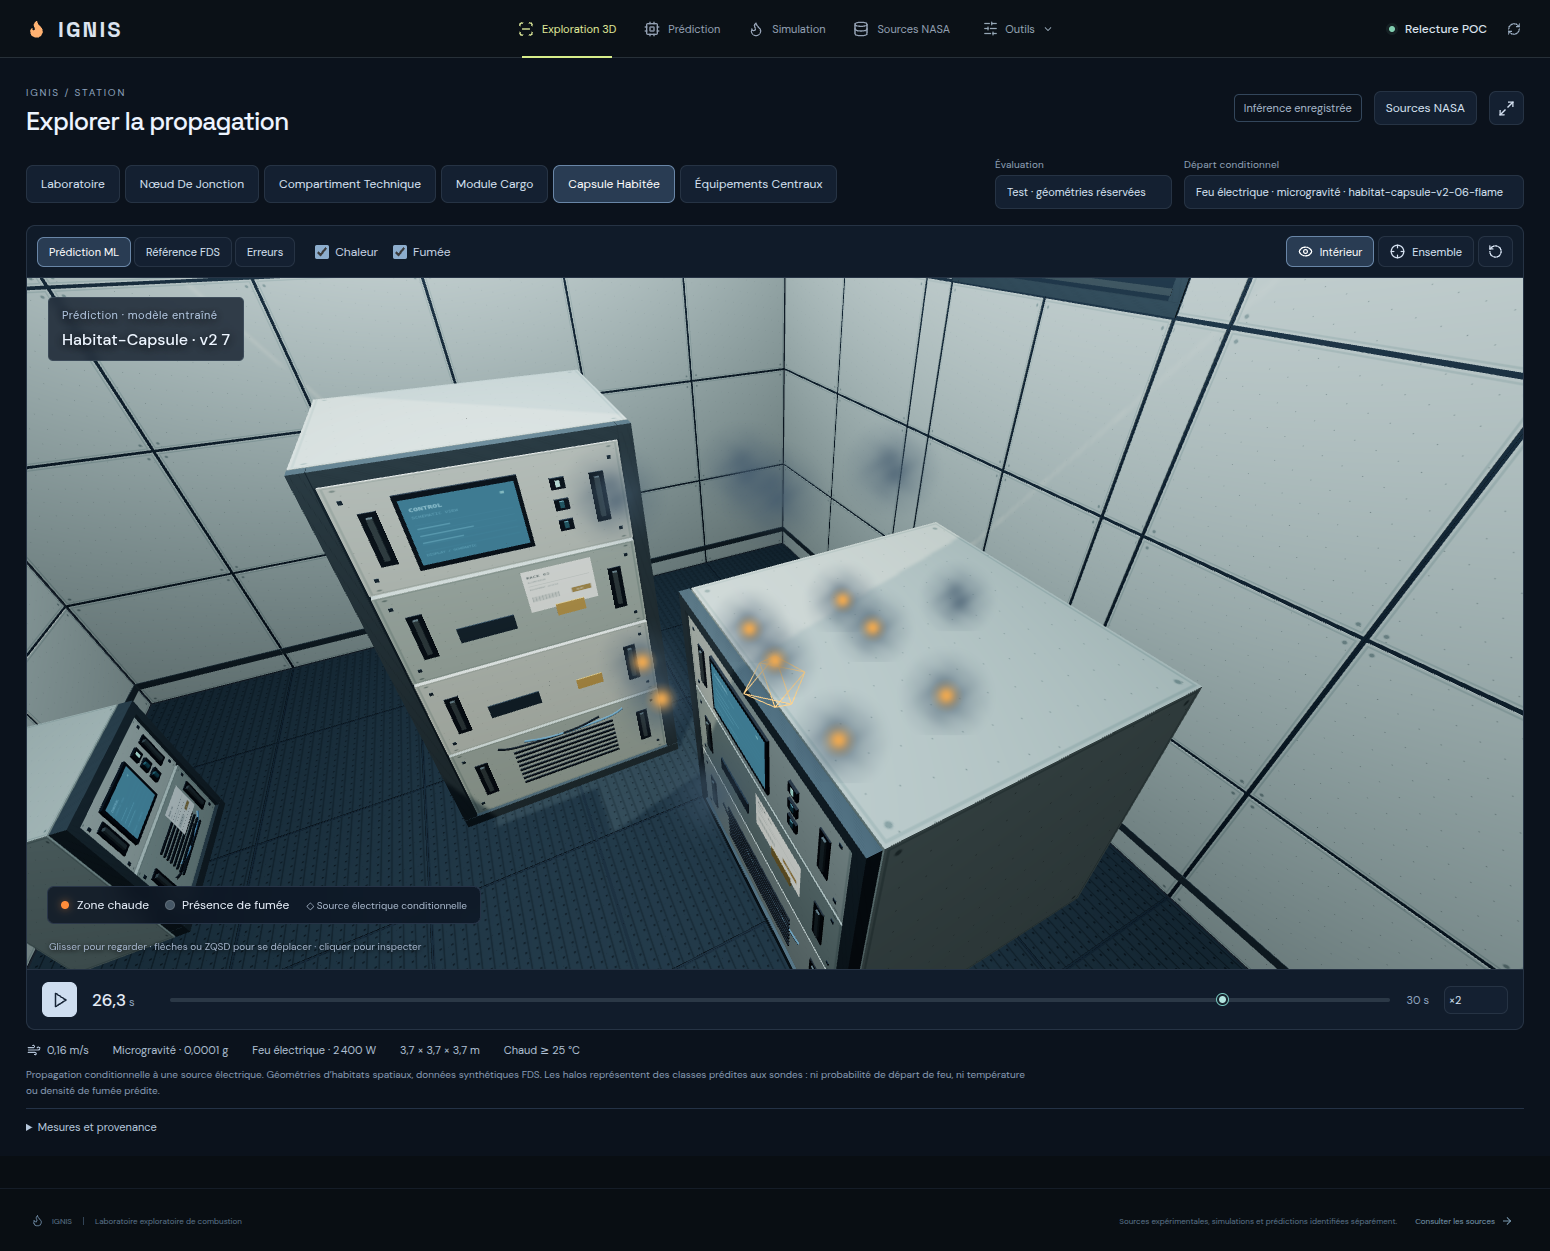 IGNIS
Exploration 3D
Prédiction
Simulation
Sources NASA
Outils
Relecture POC
IGNIS / STATION
Explorer la propagation
Inférence enregistrée
Sources NASA
Évaluation
Départ conditionnel
Laboratoire
Nœud De Jonction
Compartiment Technique
Module Cargo
Capsule Habitée
Équipements Centraux
Test · géométries réservées
Feu électrique · microgravité · habitat-capsule-v2-06-flame
Prédiction ML
Référence FDS
Erreurs
Chaleur
Fumée
Intérieur
Ensemble
Prédiction · modèle entraîné
Habitat-Capsule · v2 7
CONTROL
Zone chaude
Présence de fumée
◇ Source électrique conditionnelle
Glisser pour regarder · flèches ou ZQSD pour se déplacer · cliquer pour inspecter
26,3 s
30 s
×2
0,16 m/s
Microgravité · 0,0001 g
Feu électrique · 2 400 W
3,7 × 3,7 × 3,7 m
Chaud ≥ 25 °C
Propagation conditionnelle à une source électrique. Géométries d'habitats spatiaux, données synthétiques FDS. Les halos représentent des classes prédites aux sondes : ni probabilité de départ de feu, ni température
ou densité de fumée prédite.
Mesures et provenance
IGNIS | Laboratoire exploratoire de combustion
Sources expérimentales, simulations et prédictions identifiées séparément.
Consulter les sources